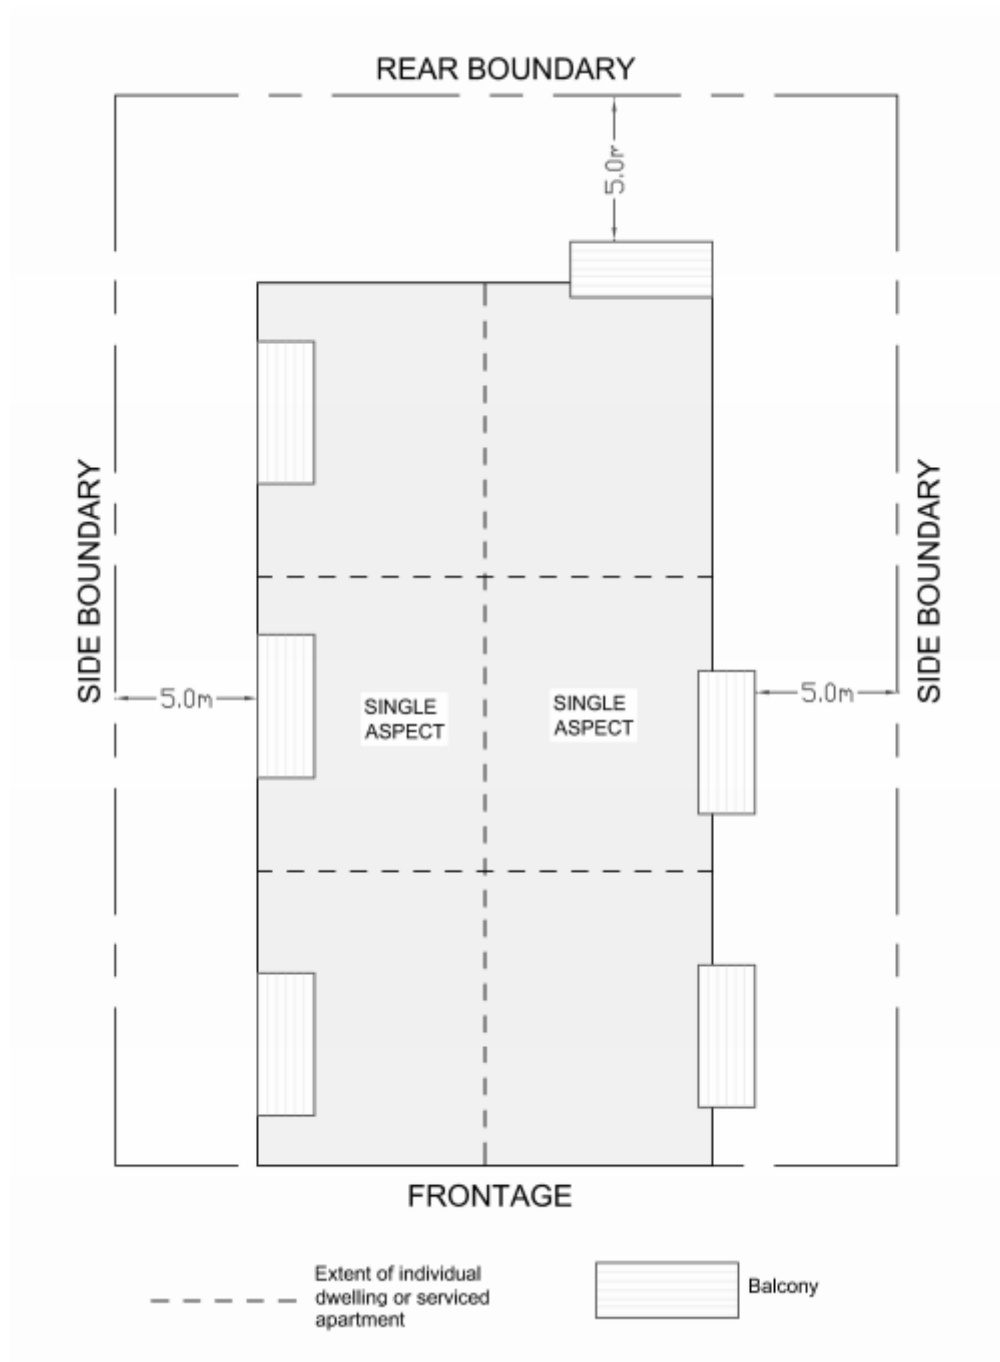 REAR BOUNDARY
5.0m
SIDE BOUNDARY
SIDE BOUNDARY
5.0m
5.0m
SINGLE
ASPECT
SINGLE
ASPECT
FRONTAGE
Extent of individual
dwelling or serviced
apartment
Balcony